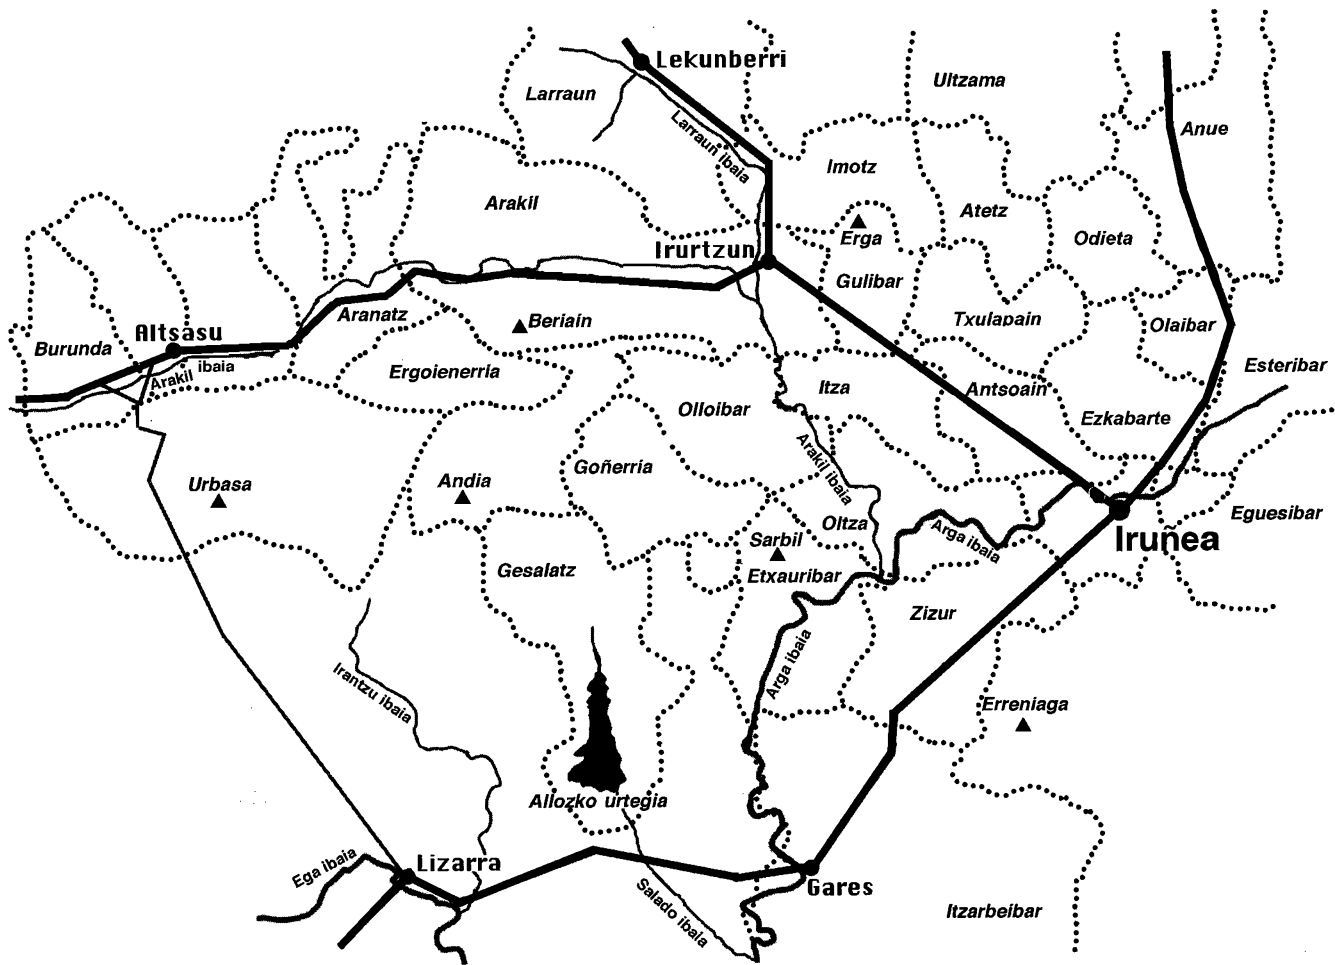 Lekunberri
Ultzama
Larraun
Anue
Larraun ibaia
Imotz
Arakil
Atetz
Odieta
Erga
Irurtzun
Gulibar
Aranatz
Beriain
Txulapain
Olaibar
Altsasu
Burunda
Arakil ibaia
Ergoienerria
Itza
Antsoain
Esteribar
Olloibar
Ezkabarte
Arakil ibaia
Goñerria
Urbasa
Andia
Oltza
Arga ibaia
Eguesibar
Sarbil
Iruñea
Gesalatz
Etxauribar
Zizur
Arga ibaia
Irantzu ibaia
Erreniaga
Allozko urtegia
Ega ibaia
Lizarra
Gares
Salado ibaia
Itzarbeibar